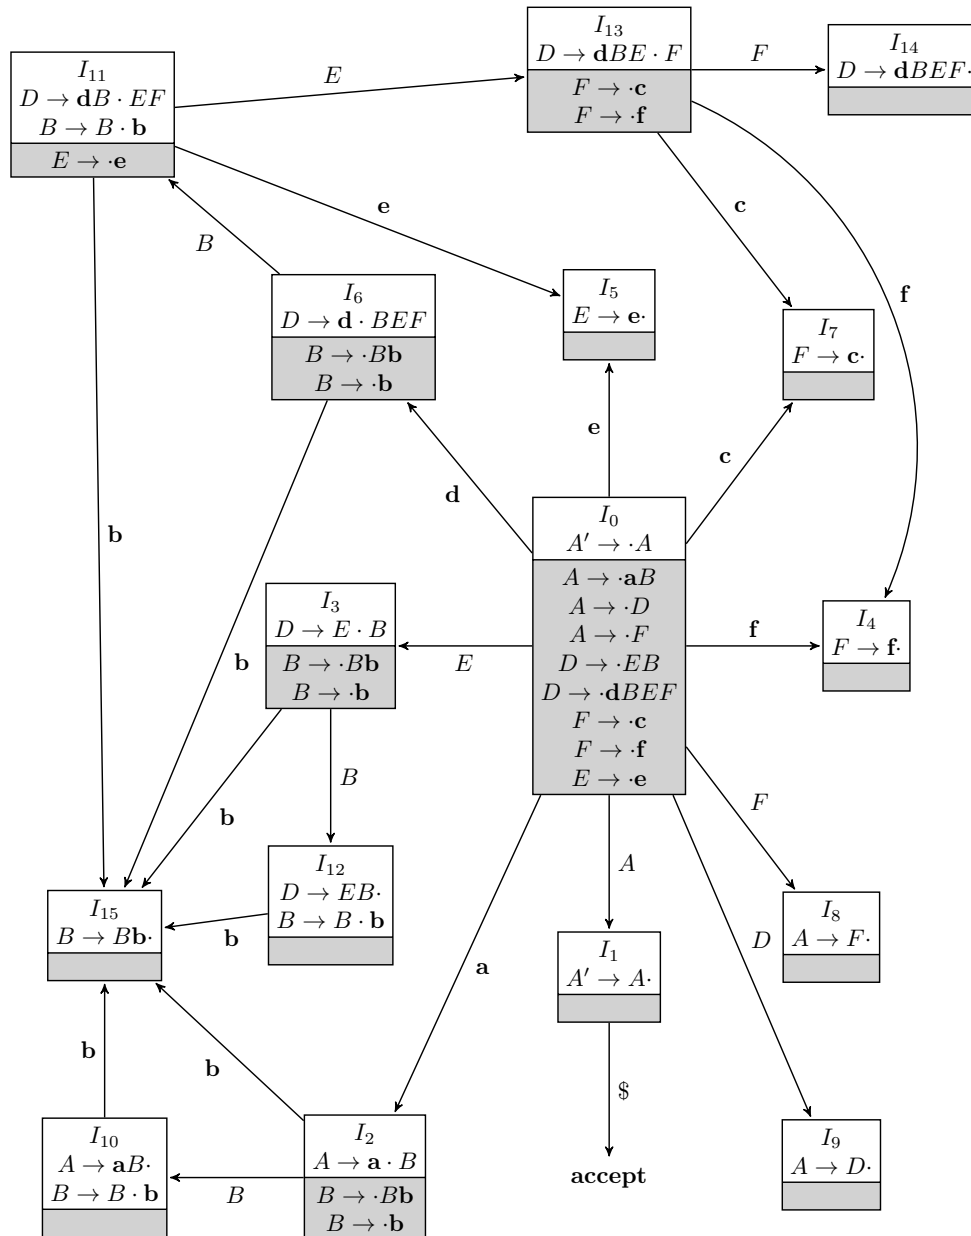 I₁₃
D → dBE · F
F → ·c
F → ·f
F
I₁₄
D → dBEF·
I₁₁
D → dB · EF
B → B · b
E → ·e
E
e
c
f
B
I₆
D → d · BEF
B → ·Bb
B → ·b
I₅
E → e·
I₇
F → c·
e
c
d
b
I₀
A′ → ·A
A → ·aB
A → ·D
A → ·F
D → ·EB
D → ·dBEF
F → ·c
F → ·f
E → ·e
I₃
D → E · B
B → ·Bb
B → ·b
E
f
I₄
F → f·
b
b
B
F
A
D
a
I₁₂
D → EB·
B → B · b
b
I₁₅
B → Bb·
I₈
A → F·
I₁
A′ → A·
b
b
$
accept
I₁₀
A → aB·
B → B · b
B
I₂
A → a · B
B → ·Bb
B → ·b
I₉
A → D·